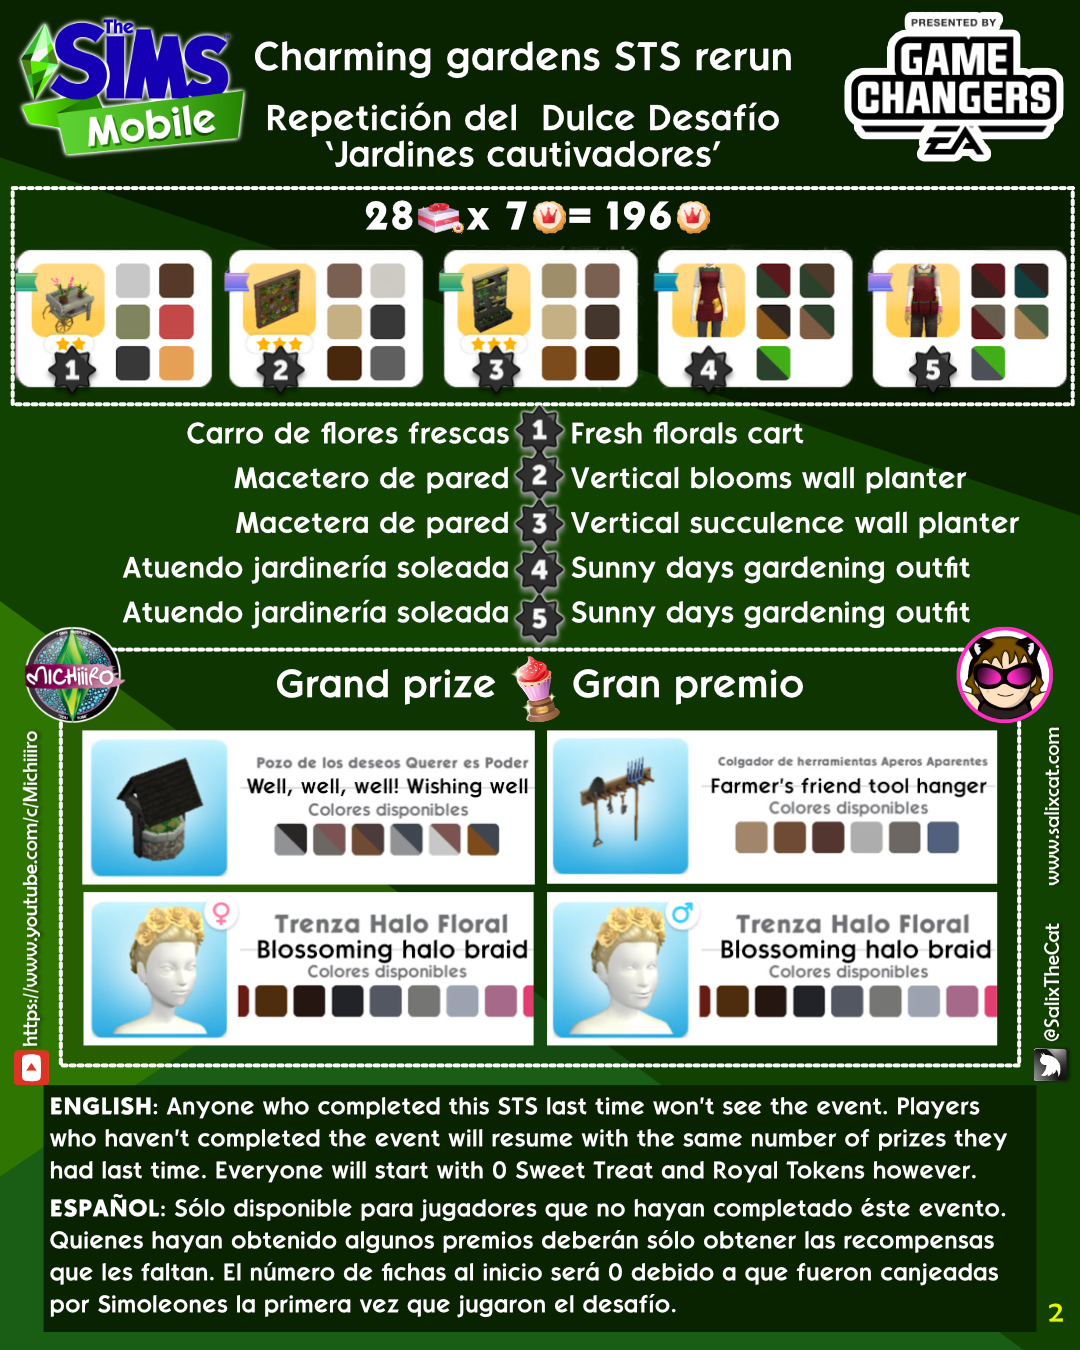 The SiMS Mobile
Charming gardens STS rerun
PRESENTED BY
GAME
CHANGERS
EA
Repetición del Dulce Desafío
‘Jardines cautivadores’
28 x 7 = 196
1 2 3 4 5
Carro de flores frescas 1 Fresh florals cart
Macetero de pared 2 Vertical blooms wall planter
Macetera de pared 3 Vertical succulence wall planter
Atuendo jardinería soleada 4 Sunny days gardening outfit
Atuendo jardinería soleada 5 Sunny days gardening outfit
MICHIIIRO
Grand prize Gran premio
Pozo de los deseos Querer es Poder
Well, well, well! Wishing well
Colores disponibles
Colgador de herramientas Aperos Aparentes
Farmer's friend tool hanger
Colores disponibles
Trenza Halo Floral
Blossoming halo braid
Colores disponibles
Trenza Halo Floral
Blossoming halo braid
Colores disponibles
https://www.youtube.com/c/Michiiiro
www.salixcat.com
@SalixTheCat
ENGLISH: Anyone who completed this STS last time won't see the event. Players
who haven't completed the event will resume with the same number of prizes they
had last time. Everyone will start with 0 Sweet Treat and Royal Tokens however.
ESPAÑOL: Sólo disponible para jugadores que no hayan completado éste evento.
Quienes hayan obtenido algunos premios deberán sólo obtener las recompensas
que les faltan. El número de fichas al inicio será 0 debido a que fueron canjeadas
por Simoleones la primera vez que jugaron el desafío.
2